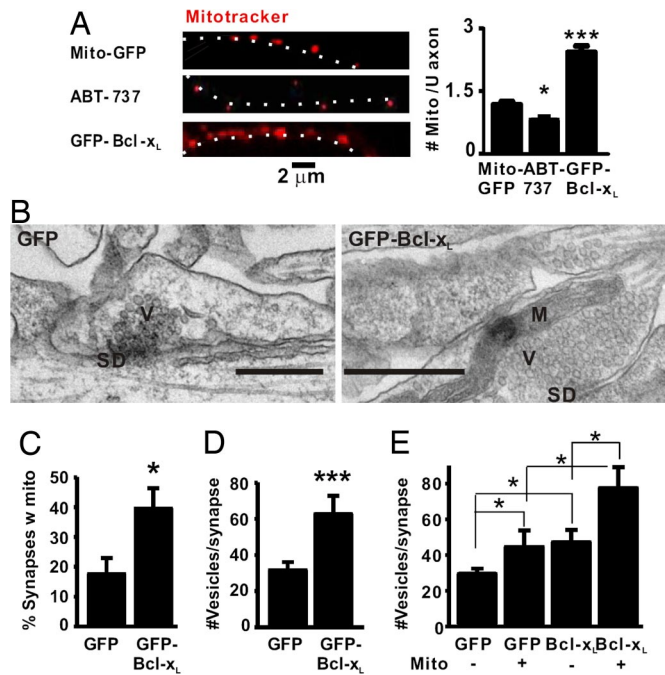 A
Mitotracker
Mito-GFP
ABT-737
GFP-Bcl-xL
2 μm
# Mito/U axon
3
1.5
0
*
***
Mito-ABT-GFP-
GFP 737 Bcl-xL
B
GFP
V
SD
GFP-Bcl-xL
M
V
SD
C
% Synapses w mito
50
40
30
20
10
0
*
GFP GFP-
Bcl-xL
D
#Vesicles/synapse
80
60
40
20
0
***
GFP GFP-
Bcl-xL
E
#Vesicles/synapse
80
60
40
20
0
*
*
*
*
GFP GFP Bcl-xL Bcl-xL
Mito - + - +